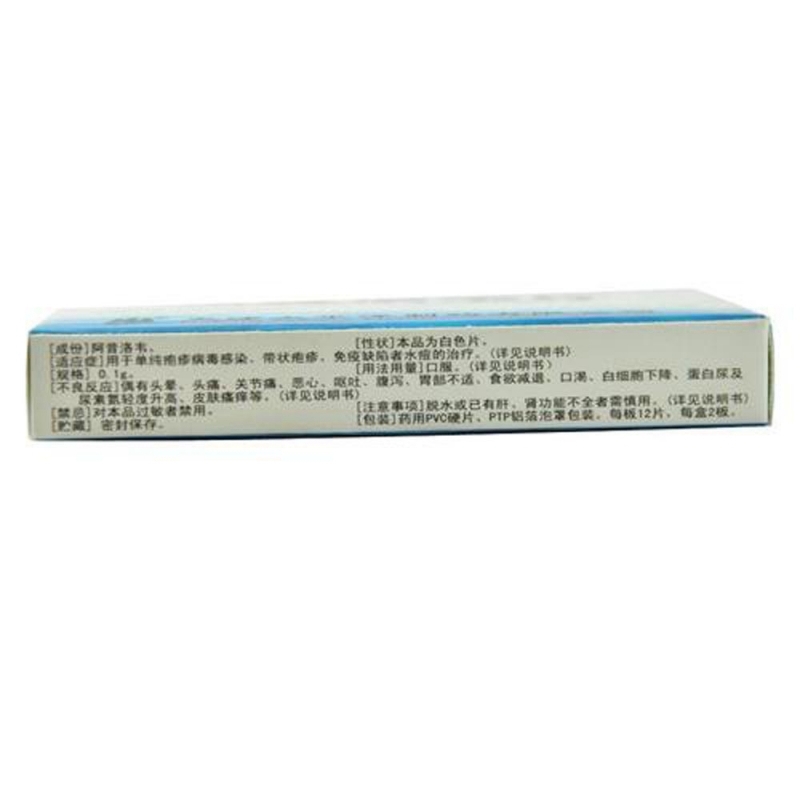 [成份]阿昔洛韦。 [性状]本品为白色片。
[适应症]用于单纯疱疹病毒感染、带状疱疹、免疫缺陷者水痘的治疗。(详见说明书)
[规格] 0.1g。 [用法用量]口服。(详见说明书)
[不良反应]偶有头晕、头痛、关节痛、恶心、呕吐、腹泻、胃部不适、食欲减退、口渴、白细胞下降、蛋白尿及
尿素氮轻度升高、皮肤瘙痒等。(详见说明书)
[禁忌]对本品过敏者禁用。 [注意事项]脱水或已有肝、肾功能不全者需慎用。(详见说明书)
[贮藏] 密封保存。 [包装]药用PVC硬片、PTP铝箔泡罩包装。每板12片，每盒2板。